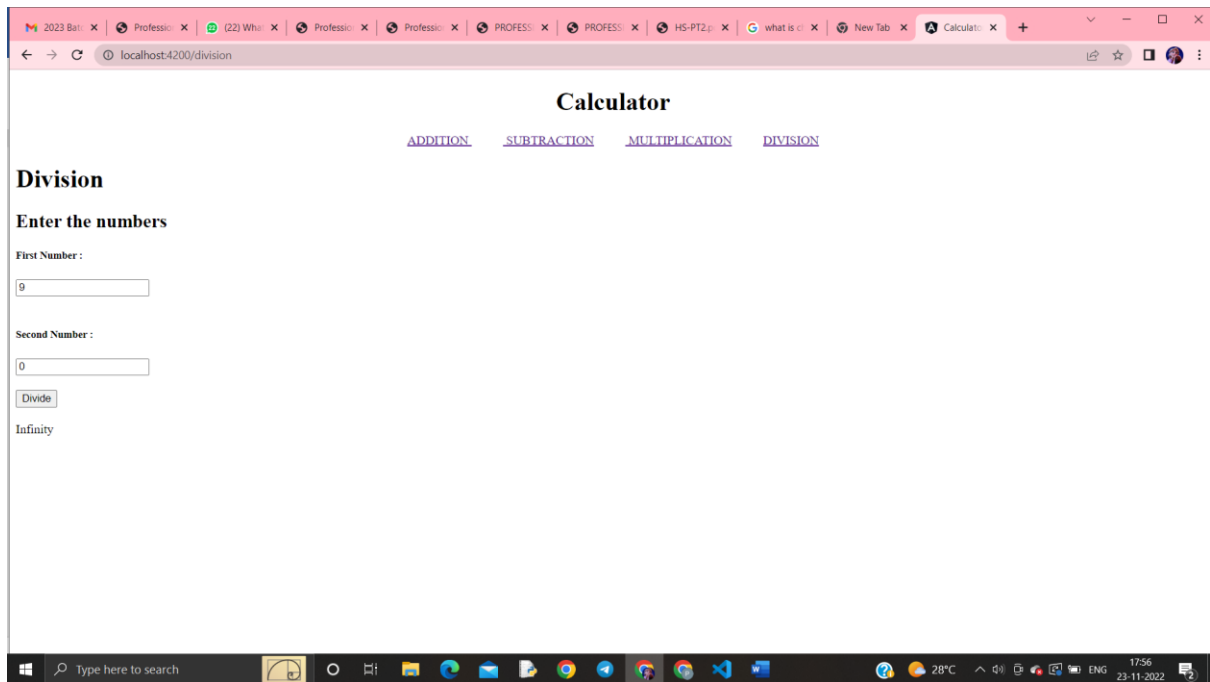 2023 Bat Professio (22) What Professio Professio PROFESS PROFESS HS-PT2.p what is c New Tab Calculato
localhost:4200/division
Calculator
ADDITION SUBTRACTION MULTIPLICATION DIVISION
Division
Enter the numbers
First Number :
9
Second Number :
0
Divide
Infinity
Type here to search 28°C ENG 17:56
23-11-2022 2